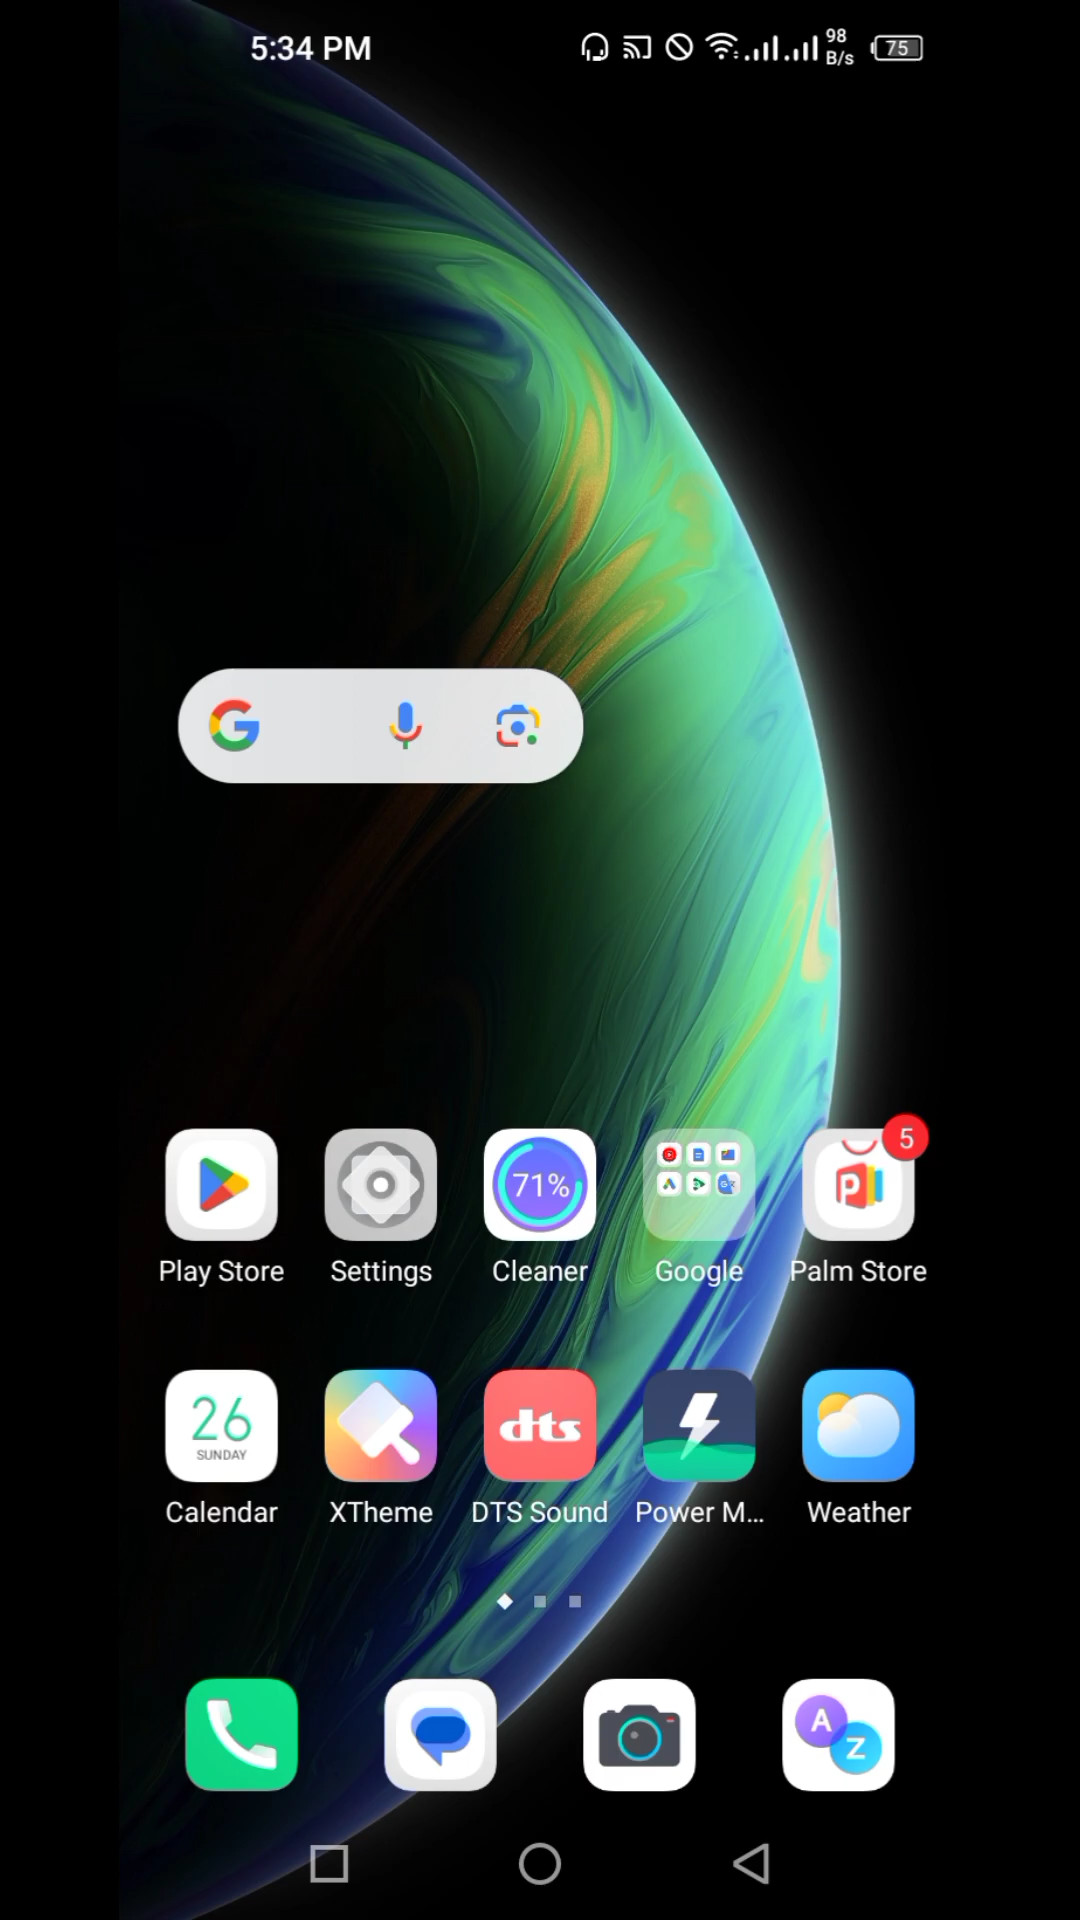 5:34 PM 98 B/s 75
G
71% P 5
Play Store Settings Cleaner Google Palm Store
26 SUNDAY dts
Calendar XTheme DTS Sound Power M... Weather
A Z